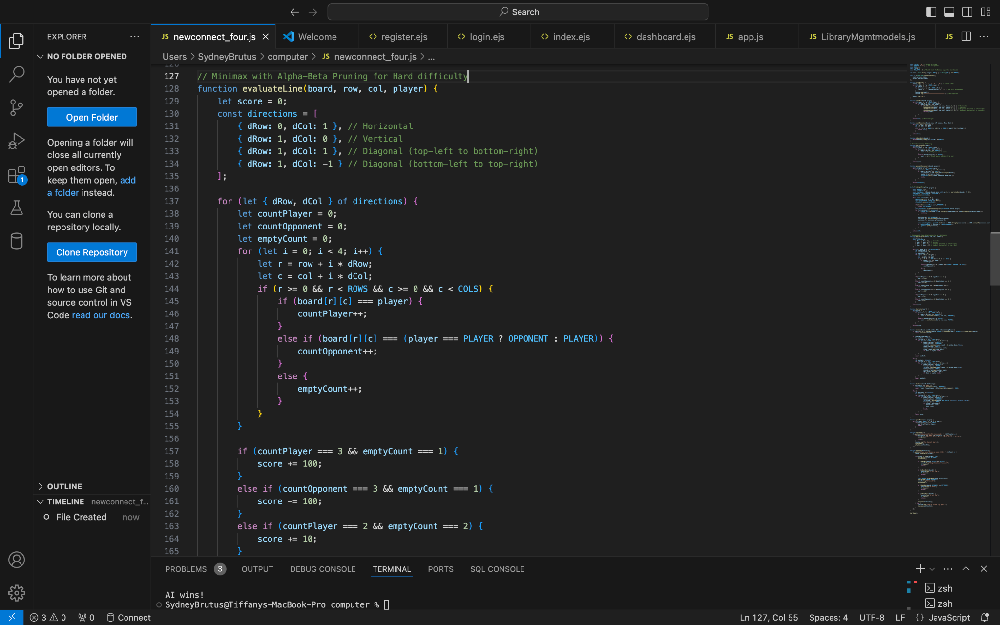 Search
EXPLORER
NO FOLDER OPENED
You have not yet
opened a folder.
Open Folder
Opening a folder will
close all currently
open editors. To
keep them open, add
a folder instead.
You can clone a
repository locally.
Clone Repository
To learn more about
how to use Git and
source control in VS
Code read our docs.
OUTLINE
TIMELINE newconnect_f...
File Created now
1
JS newconnect_four.js
Welcome
<> register.ejs
<> login.ejs
<> index.ejs
<> dashboard.ejs
JS app.js
JS LibraryMgmtmodels.js
JS
Users > SydneyBrutus > computer > JS newconnect_four.js > ...
126
127 // Minimax with Alpha-Beta Pruning for Hard difficulty
128 function evaluateLine(board, row, col, player) {
129 let score = 0;
130 const directions = [
131 { dRow: 0, dCol: 1 }, // Horizontal
132 { dRow: 1, dCol: 0 }, // Vertical
133 { dRow: 1, dCol: 1 }, // Diagonal (top-left to bottom-right)
134 { dRow: 1, dCol: -1 } // Diagonal (bottom-left to top-right)
135 ];
136
137 for (let { dRow, dCol } of directions) {
138 let countPlayer = 0;
139 let countOpponent = 0;
140 let emptyCount = 0;
141 for (let i = 0; i < 4; i++) {
142 let r = row + i * dRow;
143 let c = col + i * dCol;
144 if (r >= 0 && r < ROWS && c >= 0 && c < COLS) {
145 if (board[r][c] === player) {
146 countPlayer++;
147 }
148 else if (board[r][c] === (player === PLAYER ? OPPONENT : PLAYER)) {
149 countOpponent++;
150 }
151 else {
152 emptyCount++;
153 }
154 }
155 }
156
157 if (countPlayer === 3 && emptyCount === 1) {
158 score += 100;
159 }
160 else if (countOpponent === 3 && emptyCount === 1) {
161 score -= 100;
162 }
163 else if (countPlayer === 2 && emptyCount === 2) {
164 score += 10;
165 }
PROBLEMS 3 OUTPUT DEBUG CONSOLE TERMINAL PORTS SQL CONSOLE
AI wins!
SydneyBrutus@Tiffanys-MacBook-Pro computer %
zsh
zsh
3 0 0 Connect
Ln 127, Col 55 Spaces: 4 UTF-8 LF {} JavaScript